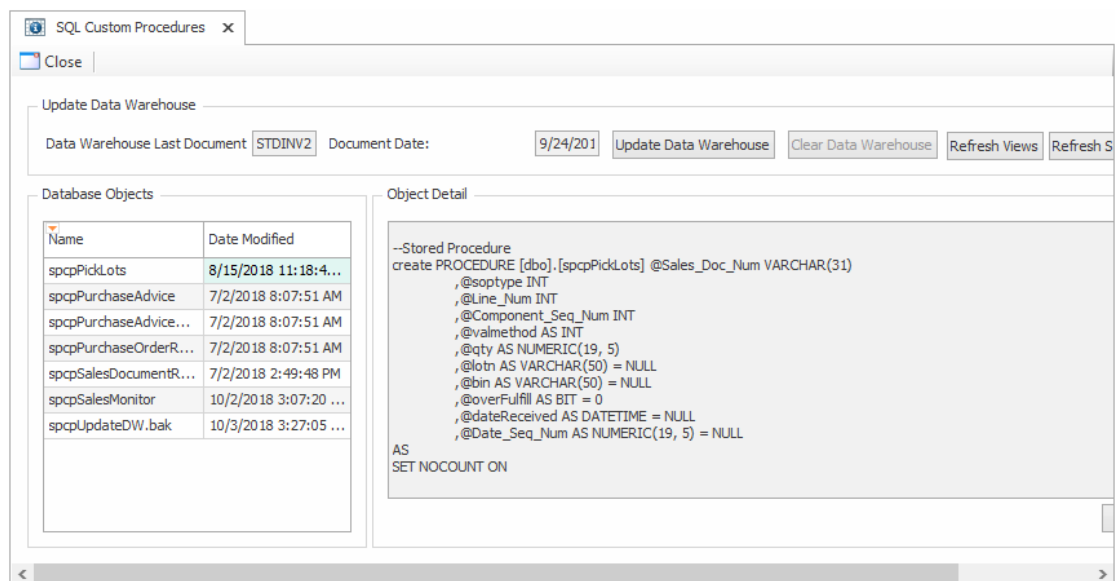 SQL Custom Procedures X
Close
Update Data Warehouse
Data Warehouse Last Document STDINV2 Document Date: 9/24/201 Update Data Warehouse Clear Data Warehouse Refresh Views Refresh S
Database Objects
Name Date Modified
spcpPickLots 8/15/2018 11:18:4...
spcpPurchaseAdvice 7/2/2018 8:07:51 AM
spcpPurchaseAdvice... 7/2/2018 8:07:51 AM
spcpPurchaseOrderR... 7/2/2018 8:07:51 AM
spcpSalesDocumentR... 7/2/2018 2:49:48 PM
spcpSalesMonitor 10/2/2018 3:07:20 ...
spcpUpdateDW.bak 10/3/2018 3:27:05 ...
Object Detail
--Stored Procedure
create PROCEDURE [dbo].[spcpPickLots] @Sales_Doc_Num VARCHAR(31)
,@soptype INT
,@Line_Num INT
,@Component_Seq_Num INT
,@valmethod AS INT
,@qty AS NUMERIC(19, 5)
,@lotn AS VARCHAR(50) = NULL
,@bin AS VARCHAR(50) = NULL
,@overFulfill AS BIT = 0
,@dateReceived AS DATETIME = NULL
,@Date_Seq_Num AS NUMERIC(19, 5) = NULL
AS
SET NOCOUNT ON